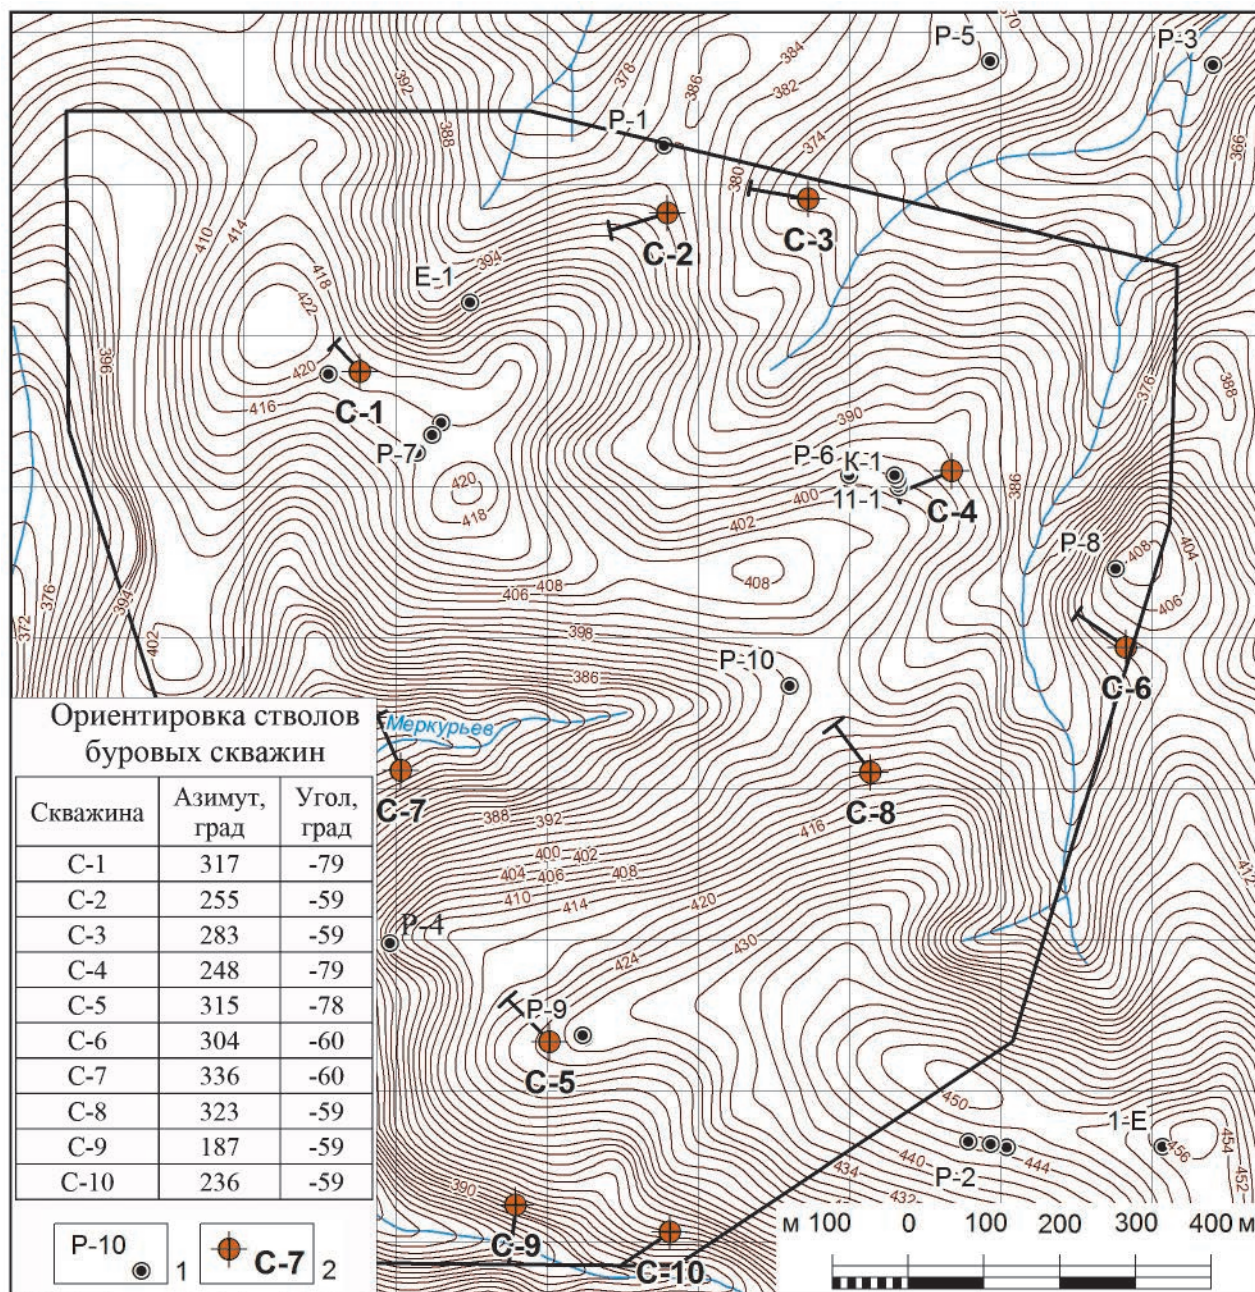 370
P-5
P-3
384
392
378
386
382
P-1
388
374
366
380
410
414
C-2
C-3
418
E-1
394
422
396
376
420
388
C-1
416
390
P-7
P-6
K-1
386
420
400
11-1
C-4
418
402
404
P-8
408
408
408
376
406
406
394
372
402
398
P-10
386
C-6
Меркурьев
Ориентировка стволов
буровых скважин
Скважина Азимут, град Угол, град
C-1 317 -79
C-2 255 -59
C-3 283 -59
C-4 248 -79
C-5 315 -78
C-6 304 -60
C-7 336 -60
C-8 323 -59
C-9 187 -59
C-10 236 -59
P-10 1 C-7 2
C-7
C-8
388
392
416
400
402
404
406
408
412
410
414
420
P-4
430
424
P-9
C-5
450
1-E
454
456
440
444
P-2
452
434
432
390
C-9
C-10
м 100 0 100 200 300 400 м